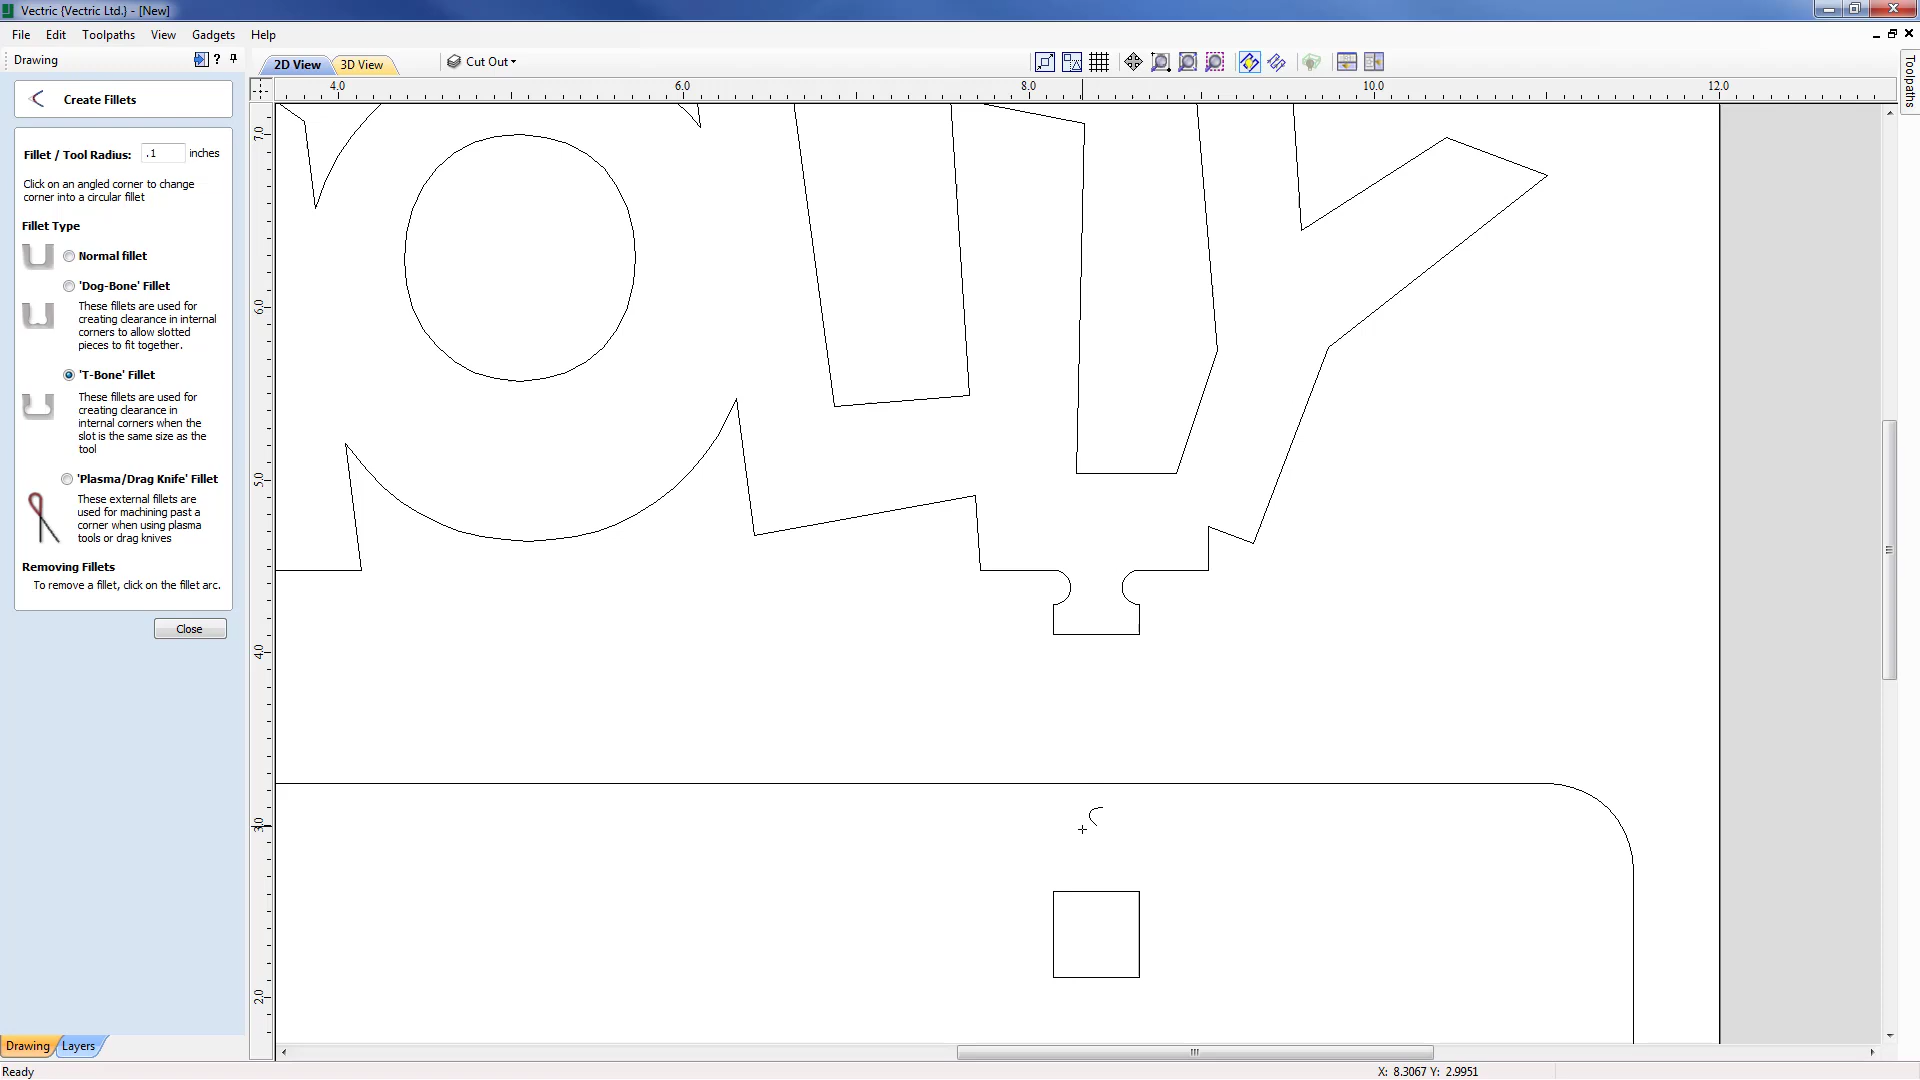 Vectric {Vectric Ltd.} - [New]
File Edit Toolpaths View Gadgets Help
Drawing
2D View 3D View Cut Out
Toolpaths
Create Fillets
4.0 6.0 8.0 10.0 12.0
Fillet / Tool Radius: .1 inches
Click on an angled corner to change
corner into a circular fillet
Fillet Type
Normal fillet
'Dog-Bone' Fillet
These fillets are used for
creating clearance in internal
corners to allow slotted
pieces to fit together.
'T-Bone' Fillet
These fillets are used for
creating clearance in
internal corners when the
slot is the same size as the
tool
'Plasma/Drag Knife' Fillet
These external fillets are
used for machining past a
corner when using plasma
tools or drag knives
Removing Fillets
To remove a fillet, click on the fillet arc.
Close
7.0
6.0
5.0
4.0
3.0
2.0
Drawing Layers
Ready
X: 8.3067 Y: 2.9951